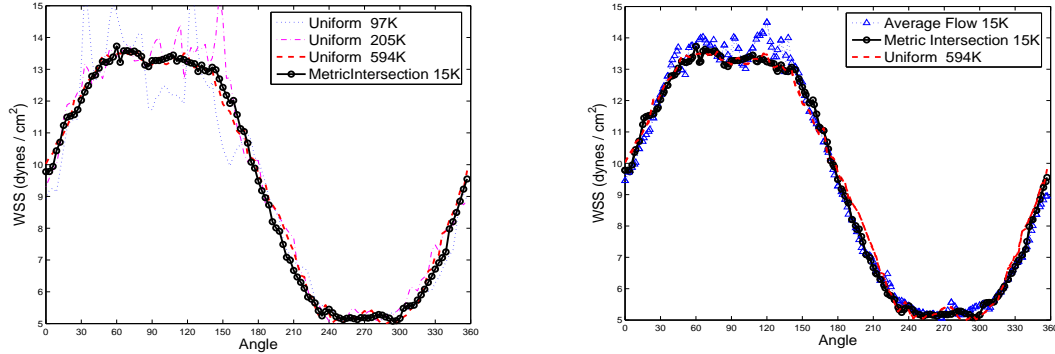 15
14
13
12
11
10
9
8
7
6
5
WSS (dynes / cm²)
0 30 60 90 120 150 180 210 240 270 300 330 360
Angle
Uniform 97K
Uniform 205K
Uniform 594K
MetricIntersection 15K
15
14
13
12
11
10
9
8
7
6
5
WSS (dynes / cm²)
0 30 60 90 120 150 180 210 240 270 300 330 360
Angle
Average Flow 15K
Metric Intersection 15K
Uniform 594K